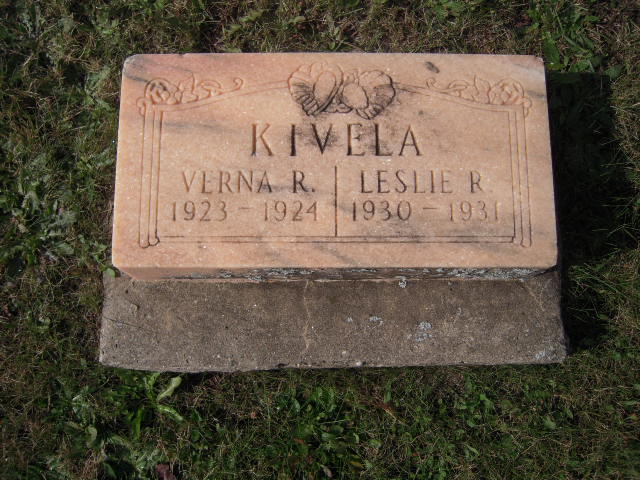 KIVELA
VERNA R. LESLIE R.
1923 - 1924 1930 - 1931